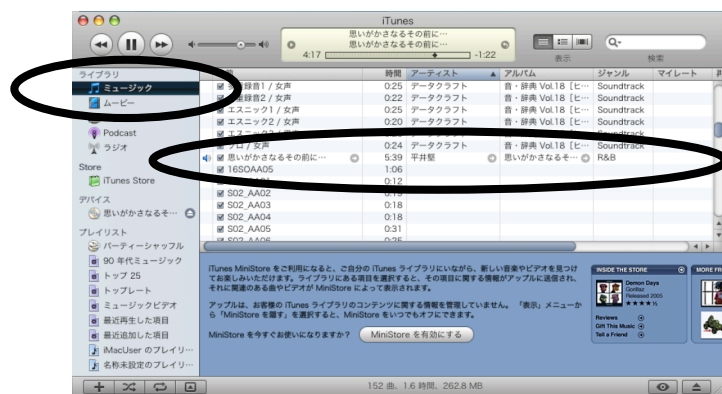 iTunes
思いがかさなるその前に…
思いがかさなるその前に…
4:17
-1:22
表示
検索
ライブラリ
ミュージック
ムービー
Podcast
ラジオ
Store
iTunes Store
デバイス
思いがかさなるそ…
プレイリスト
パーティーシャッフル
90 年代ミュージック
トップ 25
トップレート
ミュージックビデオ
最近再生した項目
最近追加した項目
iMacUser のプレイリ…
名称未設定のプレイリ…
時間 アーティスト アルバム ジャンル マイレート
録音1 / 女声 0:25 データクラフト 音・辞典 Vol.18［ヒ… Soundtrack
録音2 / 女声 0:22 データクラフト 音・辞典 Vol.18［ヒ… Soundtrack
エスニック1 / 女声 0:25 データクラフト 音・辞典 Vol.18［ヒ… Soundtrack
エスニック2 / 女声 0:20 データクラフト 音・辞典 Vol.18［ヒ… Soundtrack
0:27 データクラフト 音・辞典 Vol.18［ヒ… Soundtrack
/ 女声 0:24 データクラフト 音・辞典 Vol.18［ヒ… Soundtrack
思いがかさなるその前に… 5:39 平井堅 思いがかさなるそ… R&B
16SOAA05 1:06
0:12
S02_AA02 0:19
S02_AA03 0:18
S02_AA04 0:18
S02_AA05 0:31
S02_AA06 0:25
iTunes MiniStore をご利用になると、ご自分の iTunes ライブラリにいながら、新しい音楽やビデオを見つけ
てお楽しみいただけます。ライブラリにある項目を選択すると、その項目に関する情報がアップルに送信され、
それに関連のある曲やビデオが MiniStore によって表示されます。
アップルは、お客様の iTunes ライブラリのコンテンツに関する情報を管理していません。「表示」メニューか
ら「MiniStore を隠す」を選択すると、MiniStore をいつでもオフにできます。
MiniStore を今すぐお使いになりますか？ MiniStore を有効にする
INSIDE THE STORE
Demon Days
Gorillaz
Released 2005
Reviews
Gift This Music
Tell a Friend
MORE FR
152 曲、1.6 時間、262.8 MB